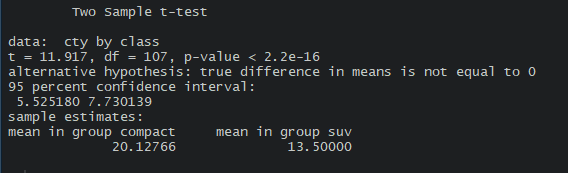 Two Sample t-test
data:  cty by class
t = 11.917, df = 107, p-value < 2.2e-16
alternative hypothesis: true difference in means is not equal to 0
95 percent confidence interval:
 5.525180 7.730139
sample estimates:
mean in group compact     mean in group suv
             20.12766              13.50000